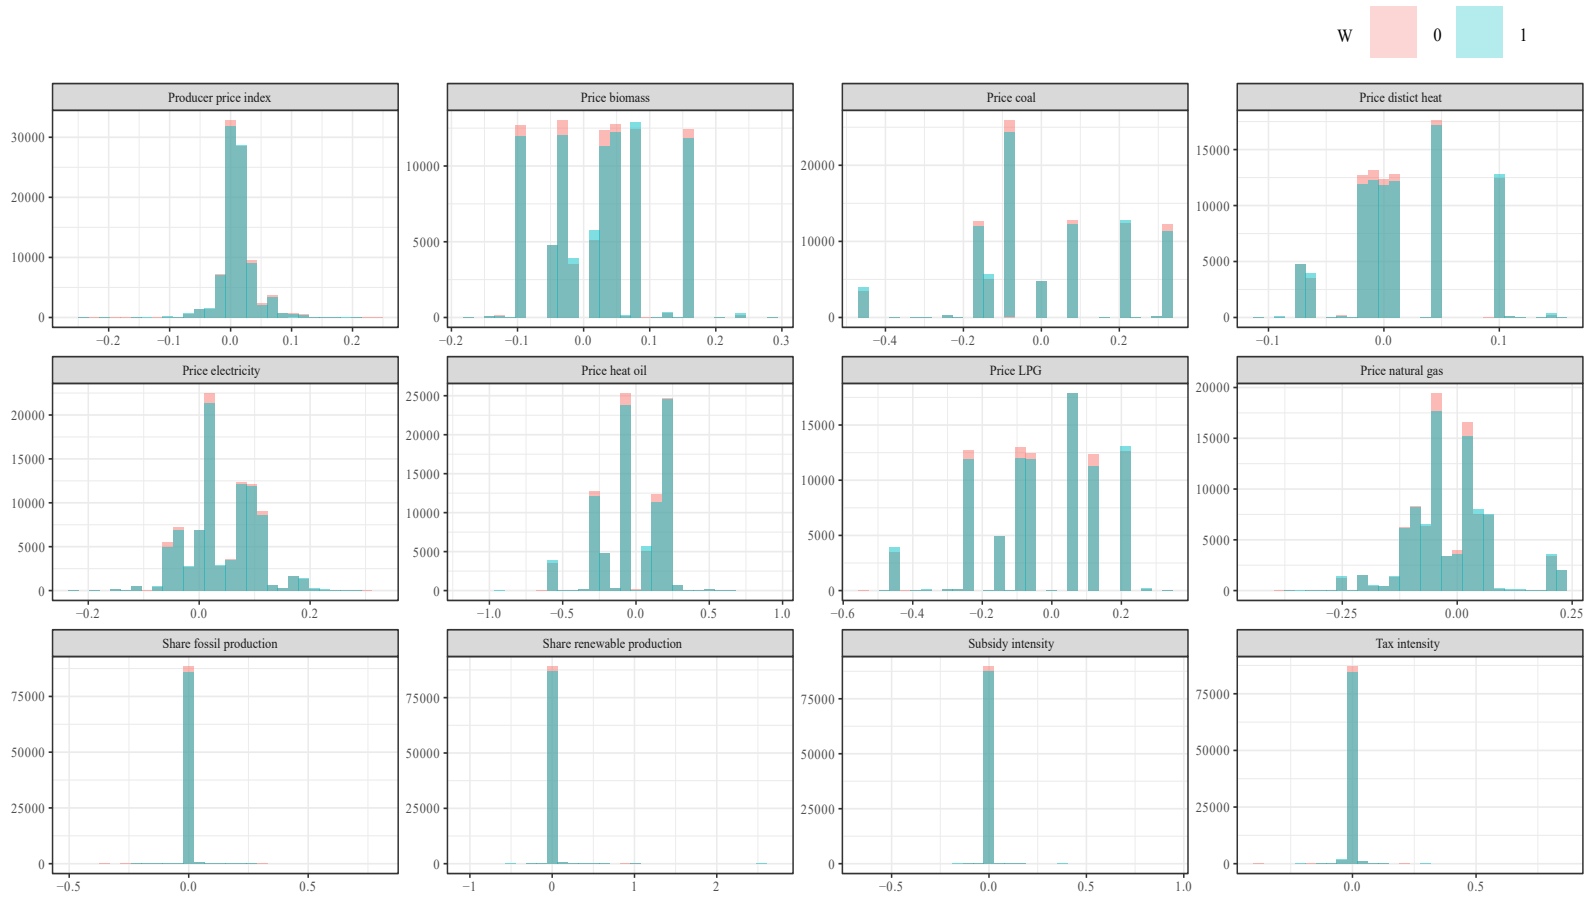 W 0 1
Producer price index
Price biomass
Price coal
Price distict heat
30000
20000
10000
0
−0.2 −0.1 0.0 0.1 0.2
10000
5000
0
−0.2 −0.1 0.0 0.1 0.2 0.3
20000
10000
0
−0.4 −0.2 0.0 0.2
15000
10000
5000
0
−0.1 0.0 0.1
Price electricity
Price heat oil
Price LPG
Price natural gas
20000
15000
10000
5000
0
−0.2 0.0 0.2
25000
20000
15000
10000
5000
0
−1.0 −0.5 0.0 0.5 1.0
15000
10000
5000
0
−0.6 −0.4 −0.2 0.0 0.2
20000
15000
10000
5000
0
−0.25 0.00 0.25
Share fossil production
Share renewable production
Subsidy intensity
Tax intensity
75000
50000
25000
0
−0.5 0.0 0.5
75000
50000
25000
0
−1 0 1 2
75000
50000
25000
0
−0.5 0.0 0.5 1.0
75000
50000
25000
0
0.0 0.5